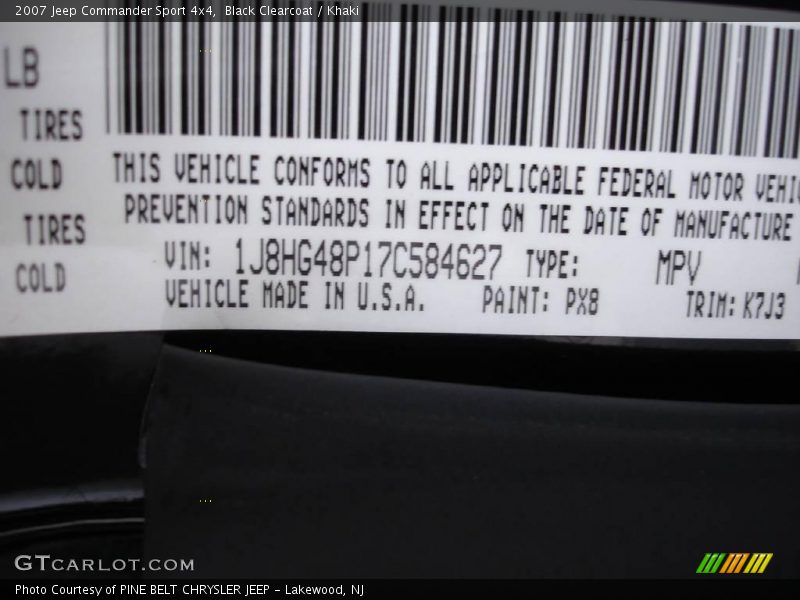 2007 Jeep Commander Sport 4x4, Black Clearcoat / Khaki
LB
TIRES
COLD
TIRES
COLD
THIS VEHICLE CONFORMS TO ALL APPLICABLE FEDERAL MOTOR VEHI
PREVENTION STANDARDS IN EFFECT ON THE DATE OF MANUFACTURE
VIN: 1J8HG48P17C584627 TYPE: MPV
VEHICLE MADE IN U.S.A. PAINT: PX8 TRIM: K7J3
GTCARLOT.COM
Photo Courtesy of PINE BELT CHRYSLER JEEP - Lakewood, NJ